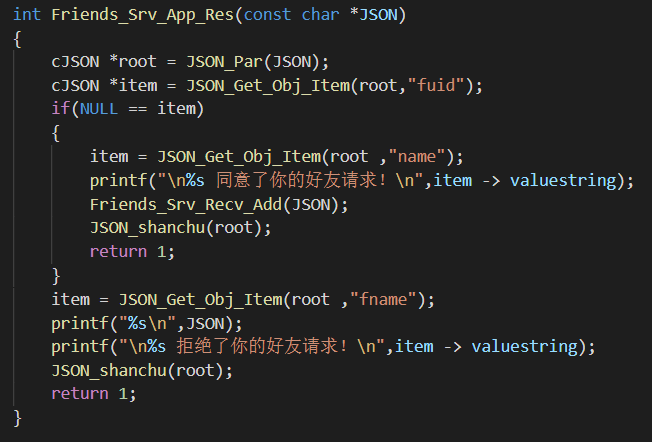 int Friends_Srv_App_Res(const char *JSON)
{
    cJSON *root = JSON_Par(JSON);
    cJSON *item = JSON_Get_Obj_Item(root,"fuid");
    if(NULL == item)
    {
        item = JSON_Get_Obj_Item(root ,"name");
        printf("\n%s 同意了你的好友请求！\n",item -> valuestring);
        Friends_Srv_Recv_Add(JSON);
        JSON_shanchu(root);
        return 1;
    }
    item = JSON_Get_Obj_Item(root ,"fname");
    printf("%s\n",JSON);
    printf("\n%s 拒绝了你的好友请求！\n",item -> valuestring);
    JSON_shanchu(root);
    return 1;
}